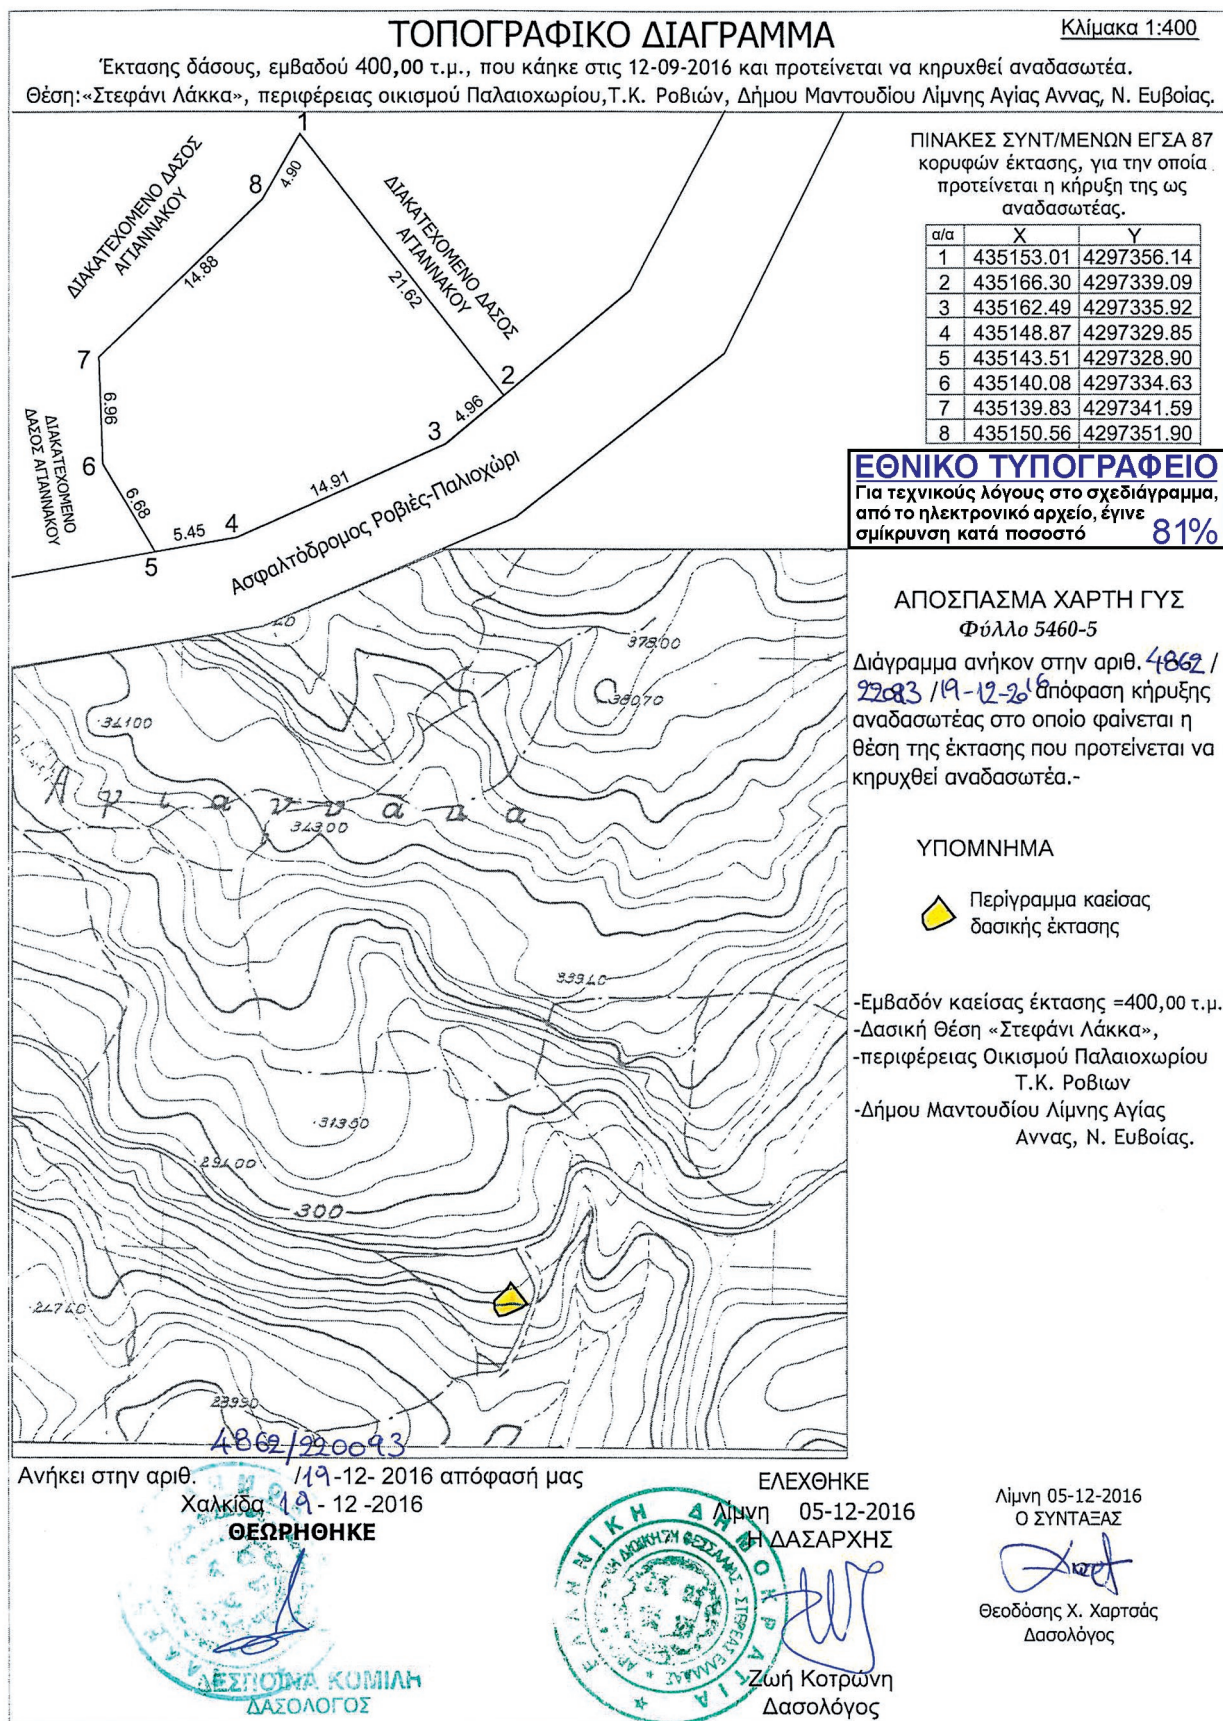 ΤΟΠΟΓΡΑΦΙΚΟ ΔΙΑΓΡΑΜΜΑ
Κλίμακα 1:400
Έκτασης δάσους, εμβαδού 400,00 τ.μ., που κάηκε στις 12-09-2016 και προτείνεται να κηρυχθεί αναδασωτέα.
Θέση:«Στεφάνι Λάκκα», περιφέρειας οικισμού Παλαιοχωρίου,Τ.Κ. Ροβιών, Δήμου Μαντουδίου Λίμνης Αγίας Αννας, Ν. Ευβοίας.
1
8
4.90
ΔΙΑΚΑΤΕΧΟΜΕΝΟ ΔΑΣΟΣ
ΑΓΙΑΝΝΑΚΟΥ
14.88
ΔΙΑΚΑΤΕΧΟΜΕΝΟ ΔΑΣΟΣ
ΑΓΙΑΝΝΑΚΟΥ
21.62
7
2
6.96
4.96
3
ΔΙΑΚΑΤΕΧΟΜΕΝΟ
ΔΑΣΟΣ ΑΓΙΑΝΝΑΚΟΥ
6
6.68
14.91
5.45
4
5
Ασφαλτόδρομος Ροβιές-Παλιοχώρι
ΠΙΝΑΚΕΣ ΣΥΝΤ/ΜΕΝΩΝ ΕΓΣΑ 87
κορυφών έκτασης, για την οποία
προτείνεται η κήρυξη της ως
αναδασωτέας.
α/α X Y
1 435153.01 4297356.14
2 435166.30 4297339.09
3 435162.49 4297335.92
4 435148.87 4297329.85
5 435143.51 4297328.90
6 435140.08 4297334.63
7 435139.83 4297341.59
8 435150.56 4297351.90
ΕΘΝΙΚΟ ΤΥΠΟΓΡΑΦΕΙΟ
Για τεχνικούς λόγους στο σχεδιάγραμμα,
από το ηλεκτρονικό αρχείο, έγινε
σμίκρυνση κατά ποσοστό 81%
ΑΠΟΣΠΑΣΜΑ ΧΑΡΤΗ ΓΥΣ
Φύλλο 5460-5
Διάγραμμα ανήκον στην αριθ. 4862 /
/19-12-2016 απόφαση κήρυξης
αναδασωτέας στο οποίο φαίνεται η
θέση της έκτασης που προτείνεται να
κηρυχθεί αναδασωτέα.-
378.00
380.70
341.00
343.00
339.40
313.50
291.00
300
247.40
239.90
ΥΠΟΜΝΗΜΑ
Περίγραμμα καείσας
δασικής έκτασης
-Εμβαδόν καείσας έκτασης =400,00 τ.μ.
-Δασική Θέση «Στεφάνι Λάκκα»,
-περιφέρειας Οικισμού Παλαιοχωρίου
Τ.Κ. Ροβιων
-Δήμου Μαντουδίου Λίμνης Αγίας
Αννας, Ν. Ευβοίας.
4862/220093
Ανήκει στην αριθ. /19-12- 2016 απόφασή μας
Χαλκίδα 19 - 12 -2016
ΘΕΩΡΗΘΗΚΕ
ΔΕΣΠΟΙΝΑ ΚΟΜΙΛΗ
ΔΑΣΟΛΟΓΟΣ
ΕΛΕΧΘΗΚΕ
Λίμνη 05-12-2016
Η ΔΑΣΑΡΧΗΣ
ΕΛΛΗΝΙΚΗ ΔΗΜΟΚΡΑΤΙΑ
Ζωή Κοτρώνη
Δασολόγος
Λίμνη 05-12-2016
Ο ΣΥΝΤΑΞΑΣ
Θεοδόσης Χ. Χαρτσάς
Δασολόγος